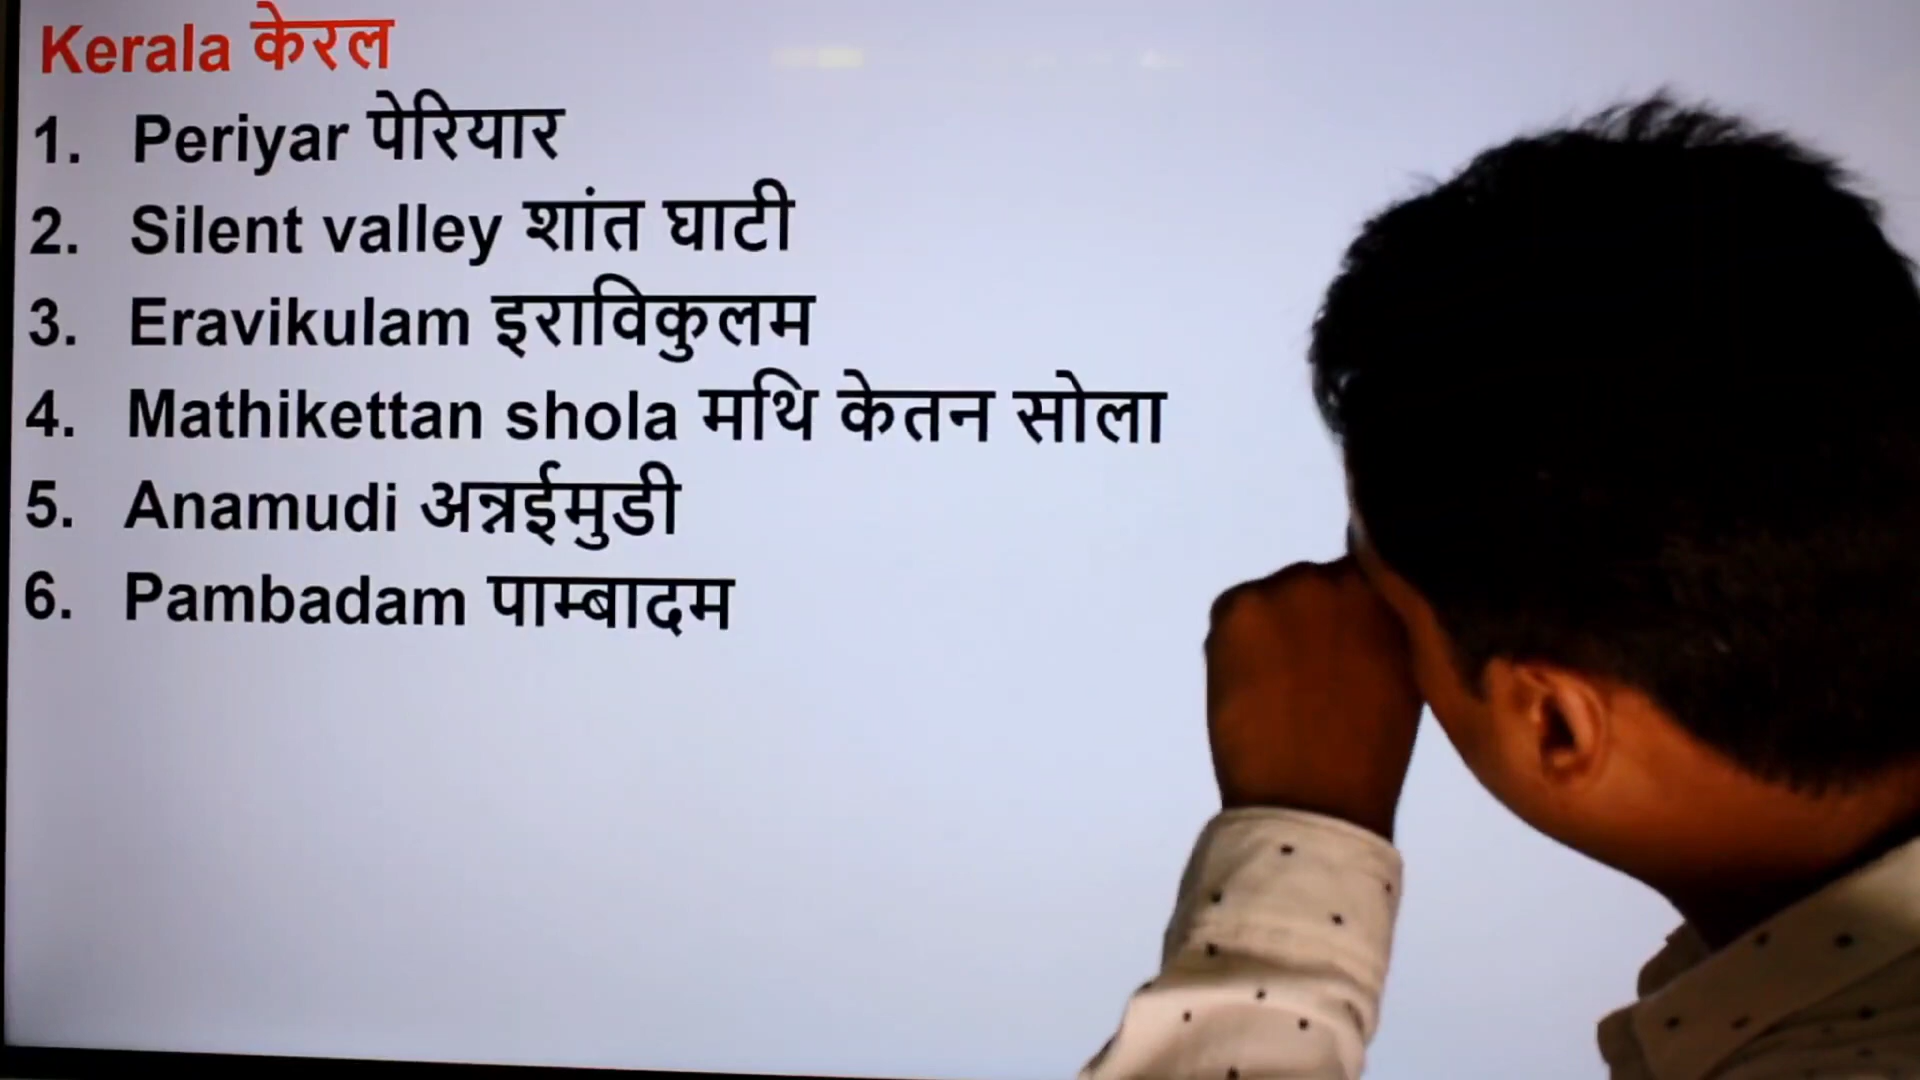 Kerala केरल
1. Periyar पेरियार
2. Silent valley शांत घाटी
3. Eravikulam इराविकुलम
4. Mathikettan shola मथि केतन सोला
5. Anamudi अन्नईमुडी
6. Pambadam पाम्बादम